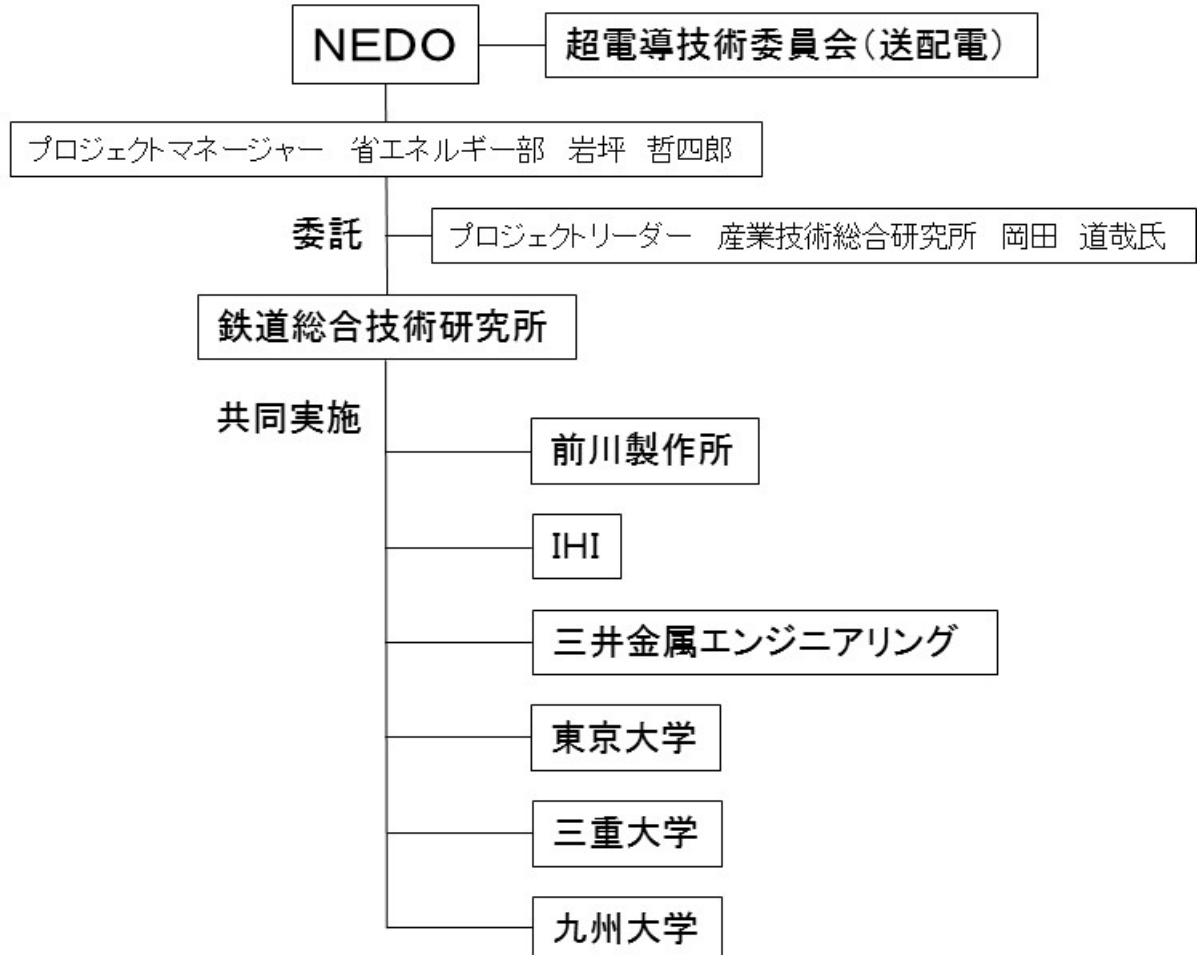 NEDO
超電導技術委員会（送配電）
プロジェクトマネージャー 省エネルギー部 岩坪 哲四郎
委託
プロジェクトリーダー 産業技術総合研究所 岡田 道哉氏
鉄道総合技術研究所
共同実施
前川製作所
IHI
三井金属エンジニアリング
東京大学
三重大学
九州大学